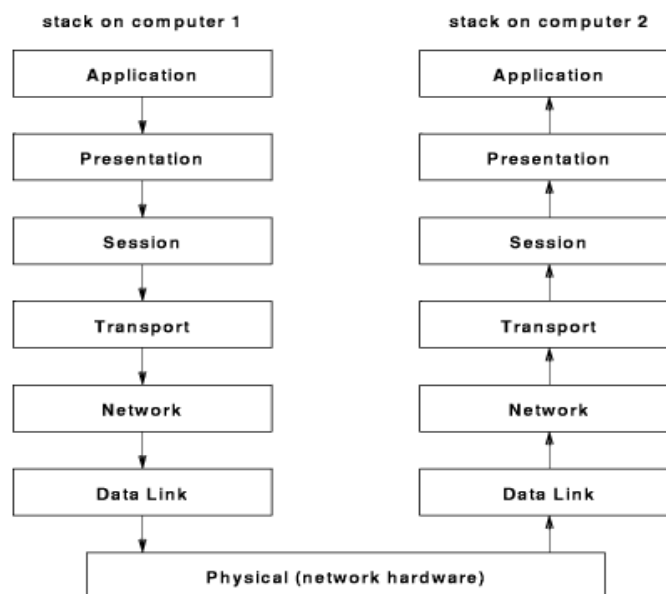 stack on computer 1
Application
Presentation
Session
Transport
Network
Data Link
stack on computer 2
Application
Presentation
Session
Transport
Network
Data Link
Physical (network hardware)